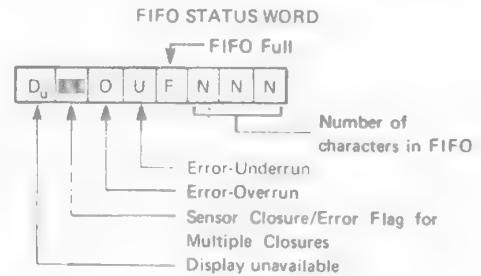 FIFO STATUS WORD
FIFO Full
Du O U F N N N
Number of
characters in FIFO
Error-Underrun
Error-Overrun
Sensor Closure/Error Flag for
Multiple Closures
Display unavailable